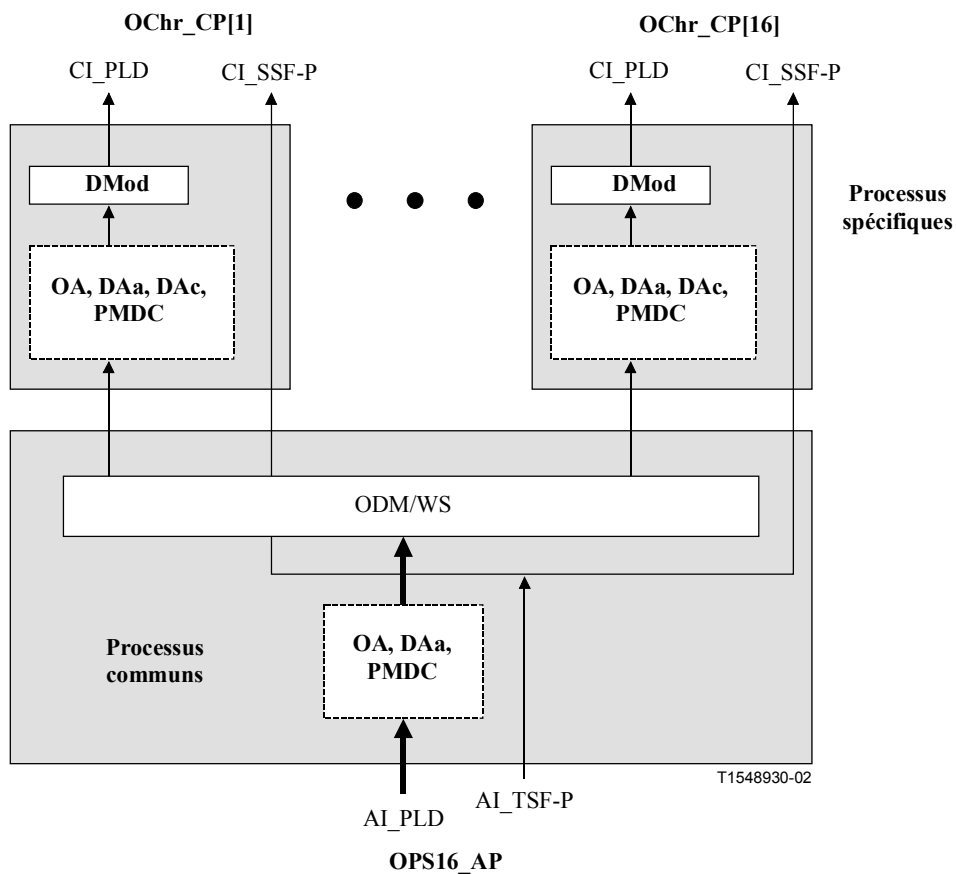 OChr_CP[1]
OChr_CP[16]
CI_PLD
CI_SSF-P
CI_PLD
CI_SSF-P
DMod
DMod
Processus
spécifiques
OA, DAa, DAc,
PMDC
OA, DAa, DAc,
PMDC
ODM/WS
Processus
communs
OA, DAa,
PMDC
T1548930-02
AI_PLD
AI_TSF-P
OPS16_AP